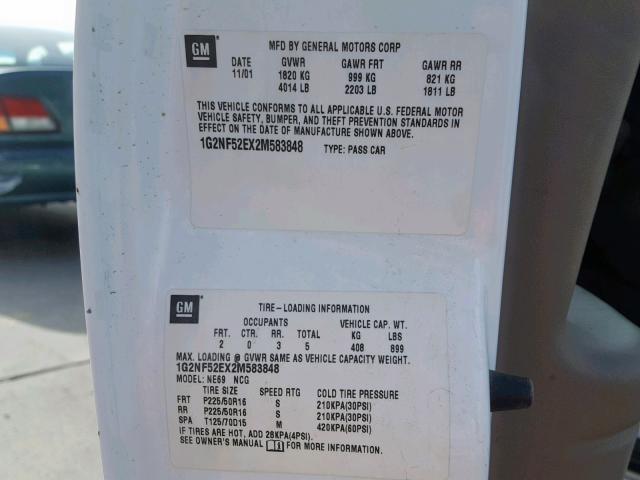 GM
MFD BY GENERAL MOTORS CORP
DATE GVWR GAWR FRT GAWR RR
11/01 1820 KG 999 KG 821 KG
4014 LB 2203 LB 1811 LB
THIS VEHICLE CONFORMS TO ALL APPLICABLE U.S. FEDERAL MOTOR
VEHICLE SAFETY, BUMPER, AND THEFT PREVENTION STANDARDS IN
EFFECT ON THE DATE OF MANUFACTURE SHOWN ABOVE.
1G2NF52EX2M583848 TYPE: PASS CAR
GM
TIRE-LOADING INFORMATION
OCCUPANTS VEHICLE CAP. WT.
FRT. CTR. RR. TOTAL KG LBS
2 0 3 5 408 899
MAX. LOADING @ GVWR SAME AS VEHICLE CAPACITY WEIGHT.
1G2NF52EX2M583848
MODEL: NE69 NCG
TIRE SIZE SPEED RTG COLD TIRE PRESSURE
FRT P225/50R16 S 210KPA(30PSI)
RR P225/50R16 S 210KPA(30PSI)
SPA T125/70D15 M 420KPA(60PSI)
IF TIRES ARE HOT, ADD 28KPA(4PSI).
SEE OWNER'S MANUAL FOR MORE INFORMATION.